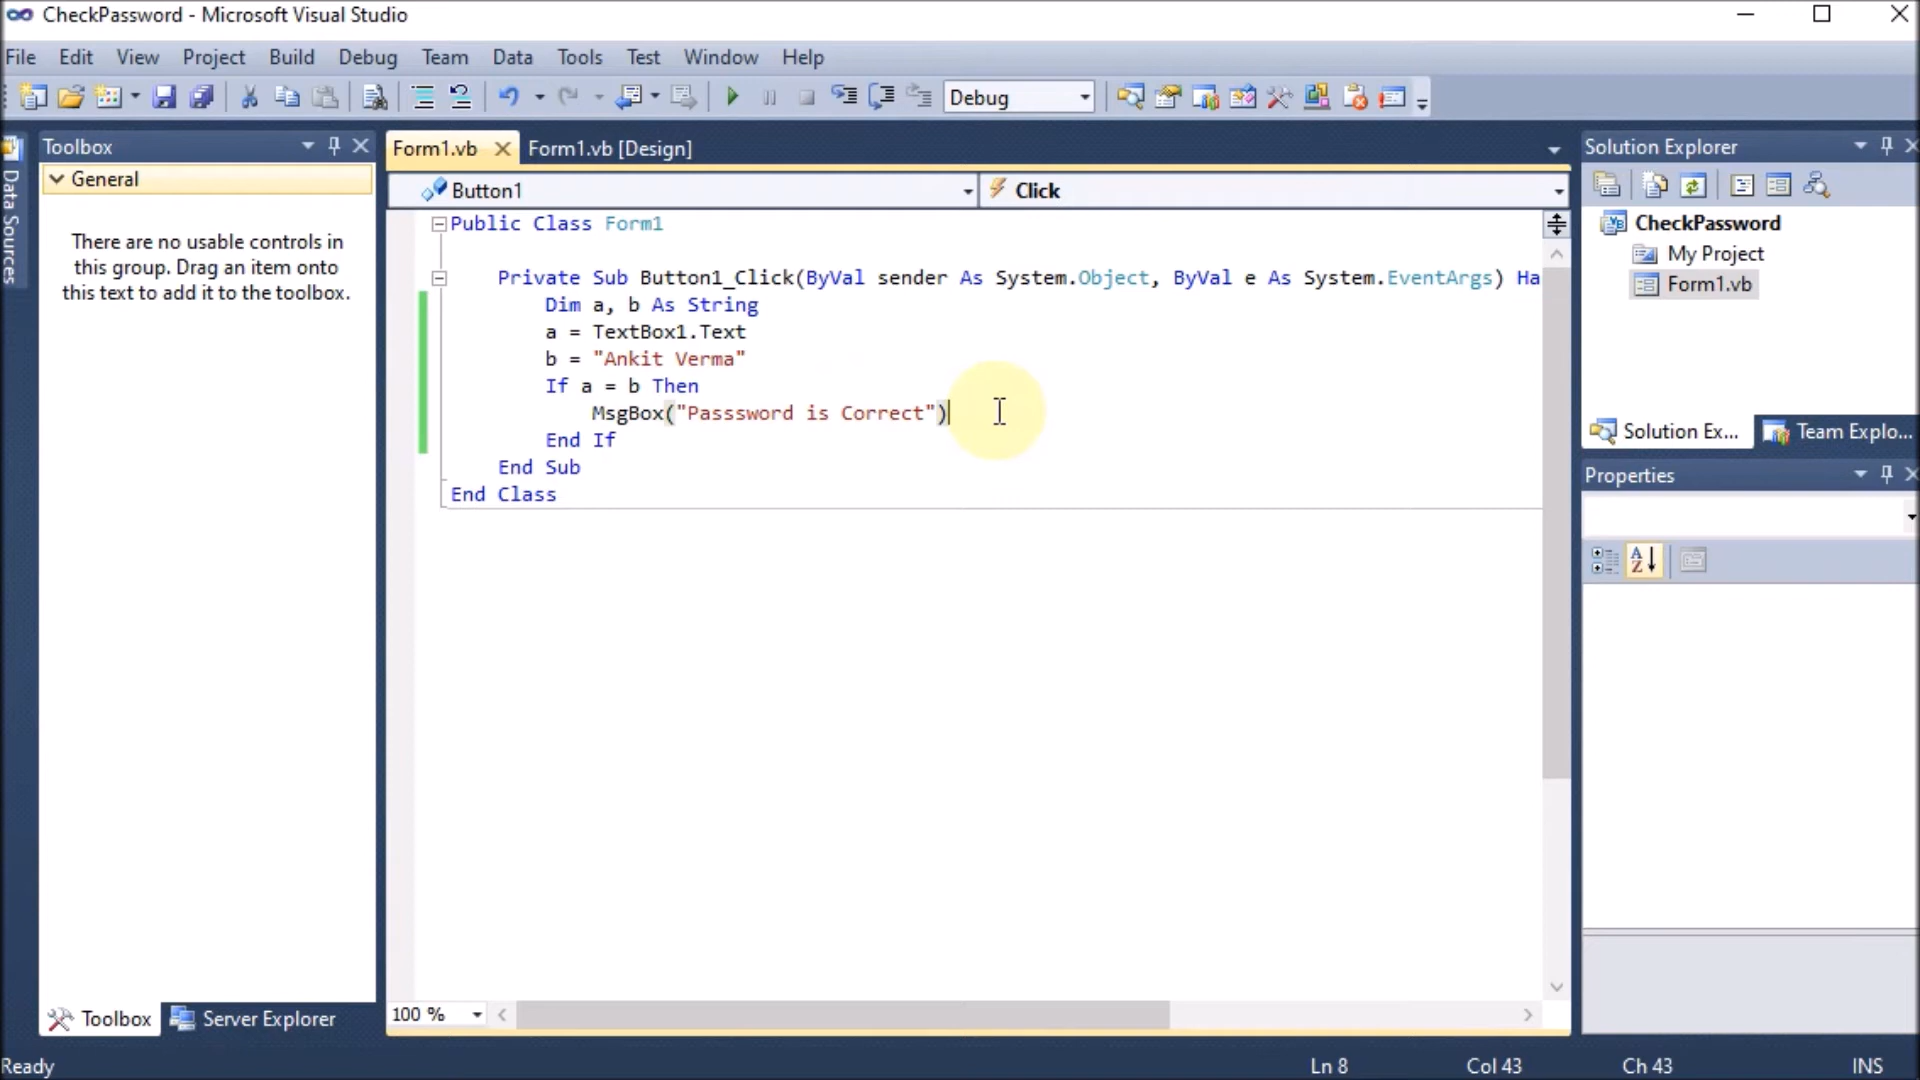 CheckPassword - Microsoft Visual Studio
File Edit View Project Build Debug Team Data Tools Test Window Help
Debug
Data Sources
Toolbox
General
There are no usable controls in
this group. Drag an item onto
this text to add it to the toolbox.
Toolbox Server Explorer
Form1.vb Form1.vb [Design]
Button1 Click
Public Class Form1
Private Sub Button1_Click(ByVal sender As System.Object, ByVal e As System.EventArgs) Ha
Dim a, b As String
a = TextBox1.Text
b = "Ankit Verma"
If a = b Then
MsgBox("Passsword is Correct")
End If
End Sub
End Class
100 %
Solution Explorer
CheckPassword
My Project
Form1.vb
Solution Ex... Team Explo...
Properties
Ready Ln 8 Col 43 Ch 43 INS